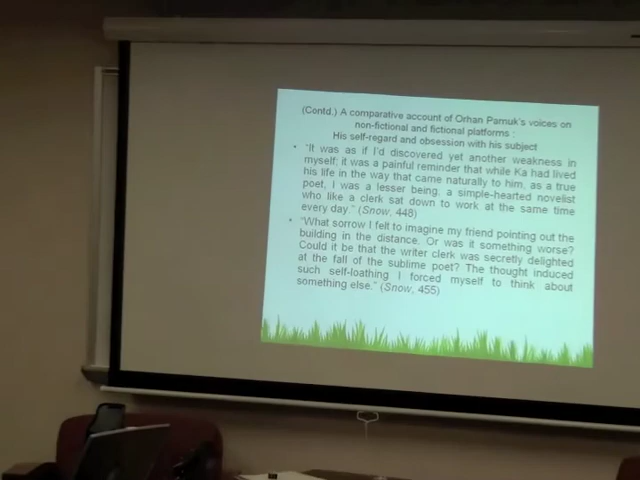 (Contd.) A comparative account of Orhan Pamuk's voices on
non-fictional and fictional platforms :
His self-regard and obsession with his subject
• "It was as if I'd discovered yet another weakness in
myself; it was a painful reminder that while Ka had lived
his life in the way that came naturally to him, as a true
poet, I was a lesser being, a simple-hearted novelist
who like a clerk sat down to work at the same time
every day." (Snow, 448)
• "What sorrow I felt to imagine my friend pointing out the
building in the distance. Or was it something worse?
Could it be that the writer clerk was secretly delighted
at the fall of the sublime poet? The thought induced
such self-loathing I forced myself to think about
something else." (Snow, 455)